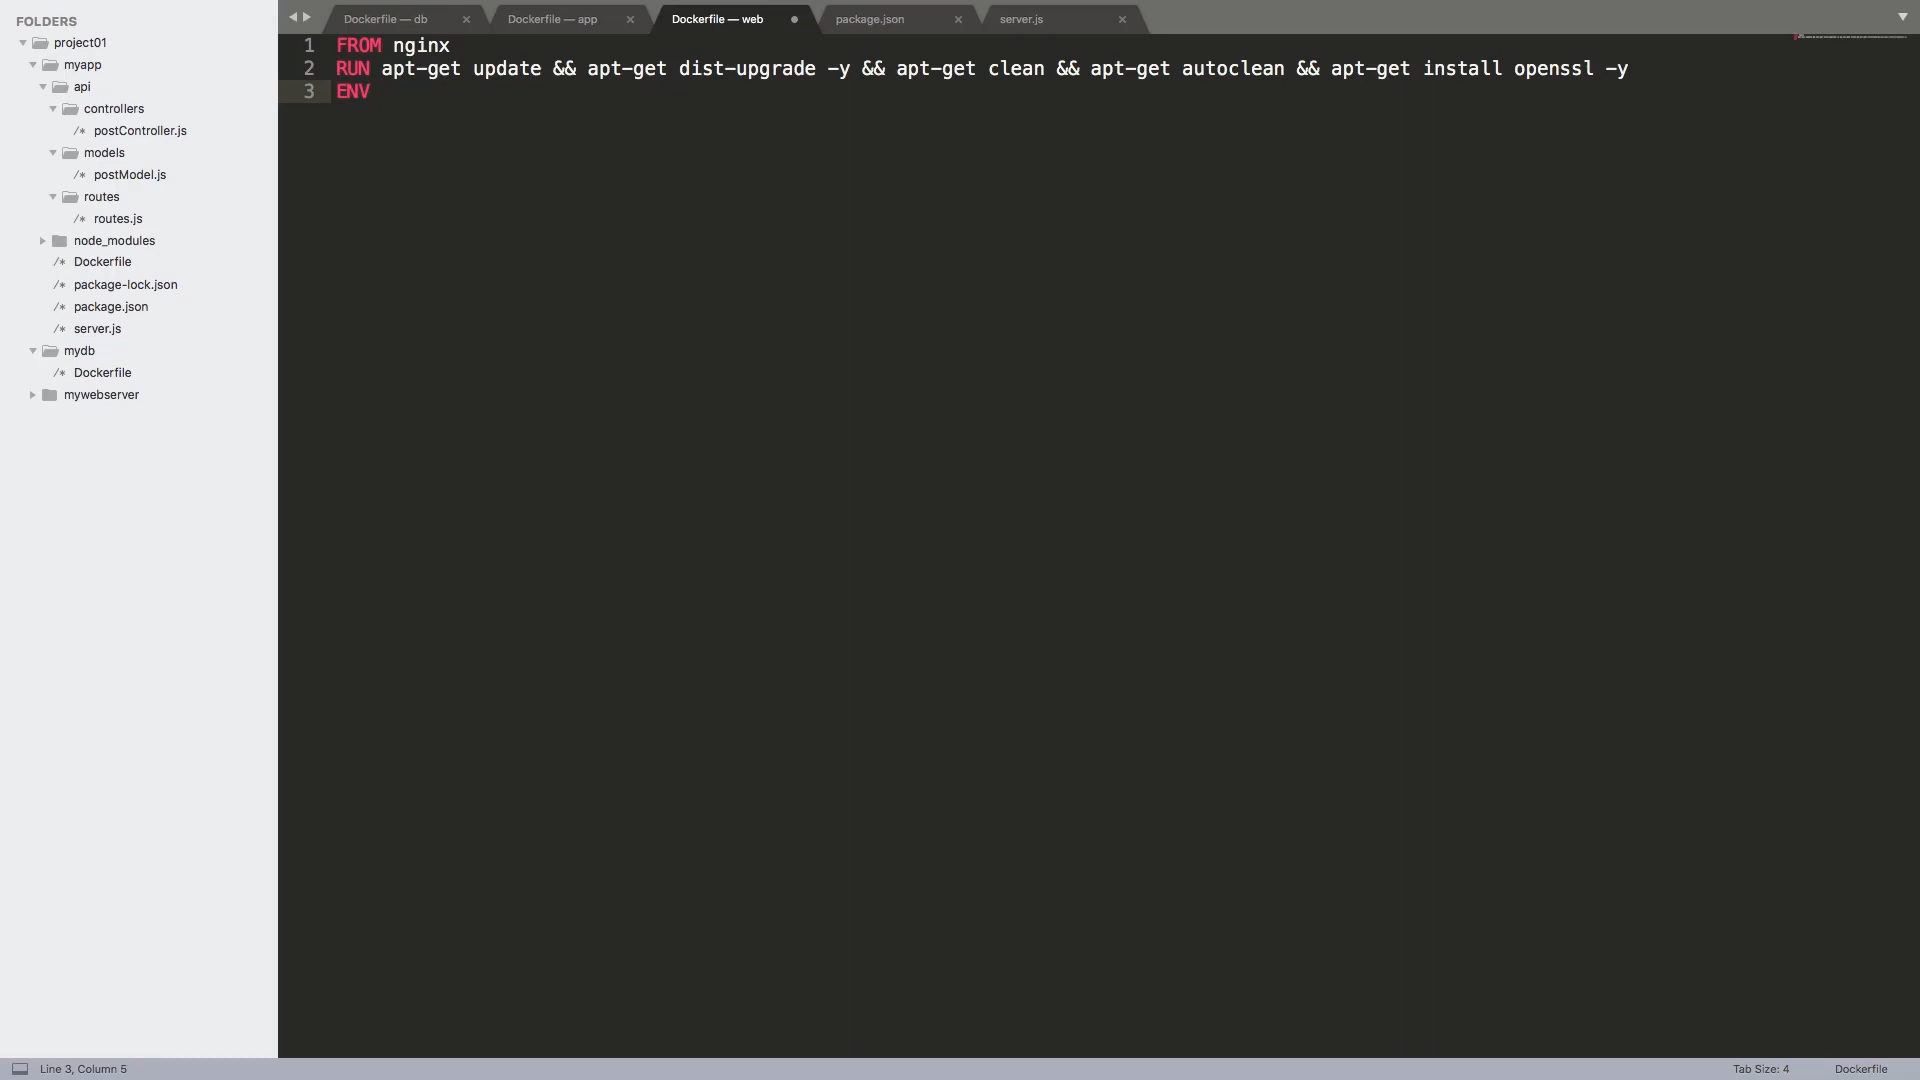 FOLDERS
project01
myapp
api
controllers
/* postController.js
models
/* postModel.js
routes
/* routes.js
node_modules
/* Dockerfile
/* package-lock.json
/* package.json
/* server.js
mydb
/* Dockerfile
mywebserver
Dockerfile — db
Dockerfile — app
Dockerfile — web
package.json
server.js
1 FROM nginx
2 RUN apt-get update && apt-get dist-upgrade -y && apt-get clean && apt-get autoclean && apt-get install openssl -y
3 ENV
Line 3, Column 5
Tab Size: 4
Dockerfile